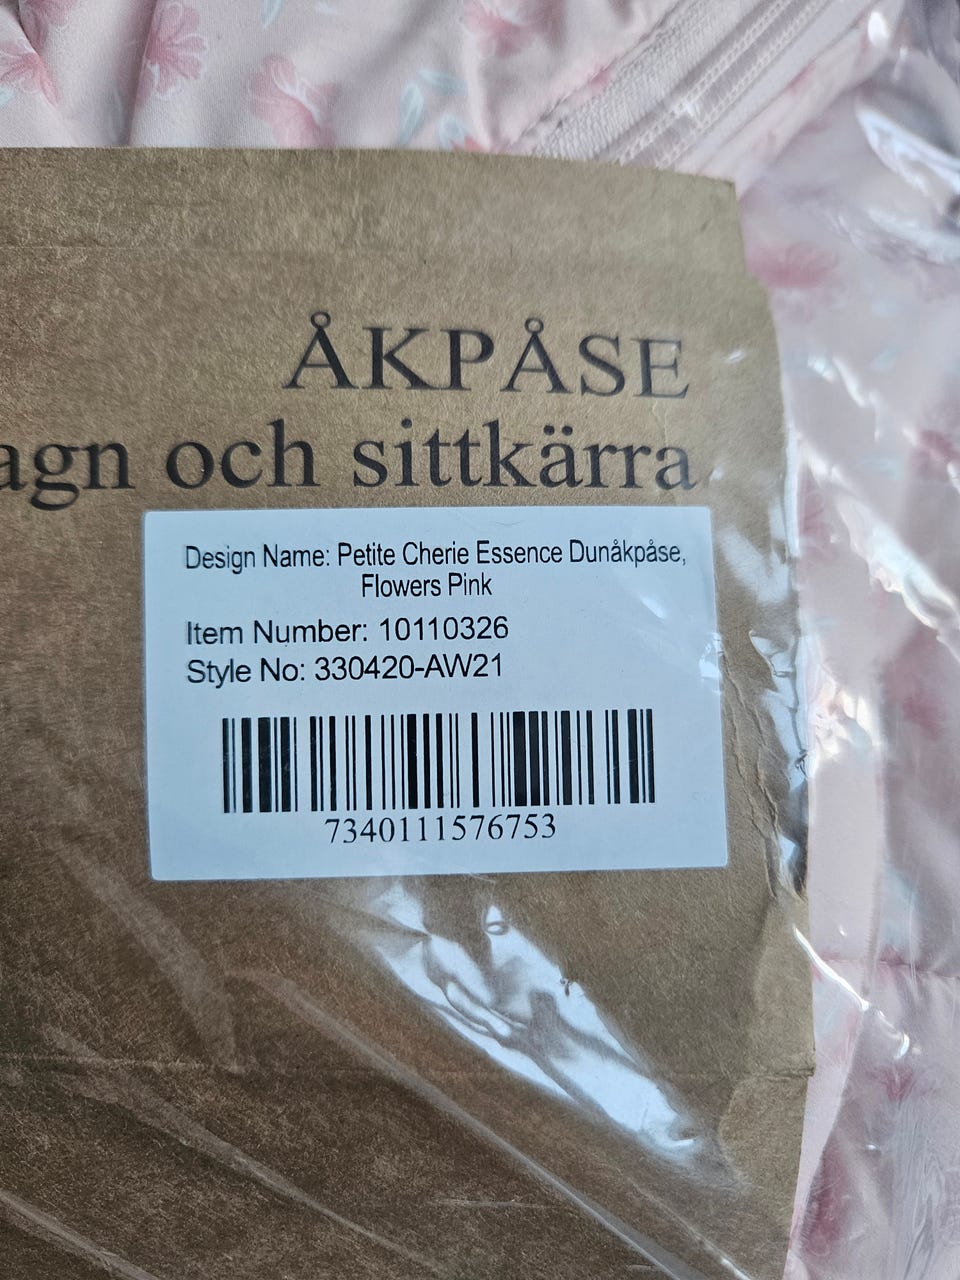 ÅKPÅSE
agn och sittkärra
Design Name: Petite Cherie Essence Dunåkpåse,
Flowers Pink
Item Number: 10110326
Style No: 330420-AW21
7340111576753